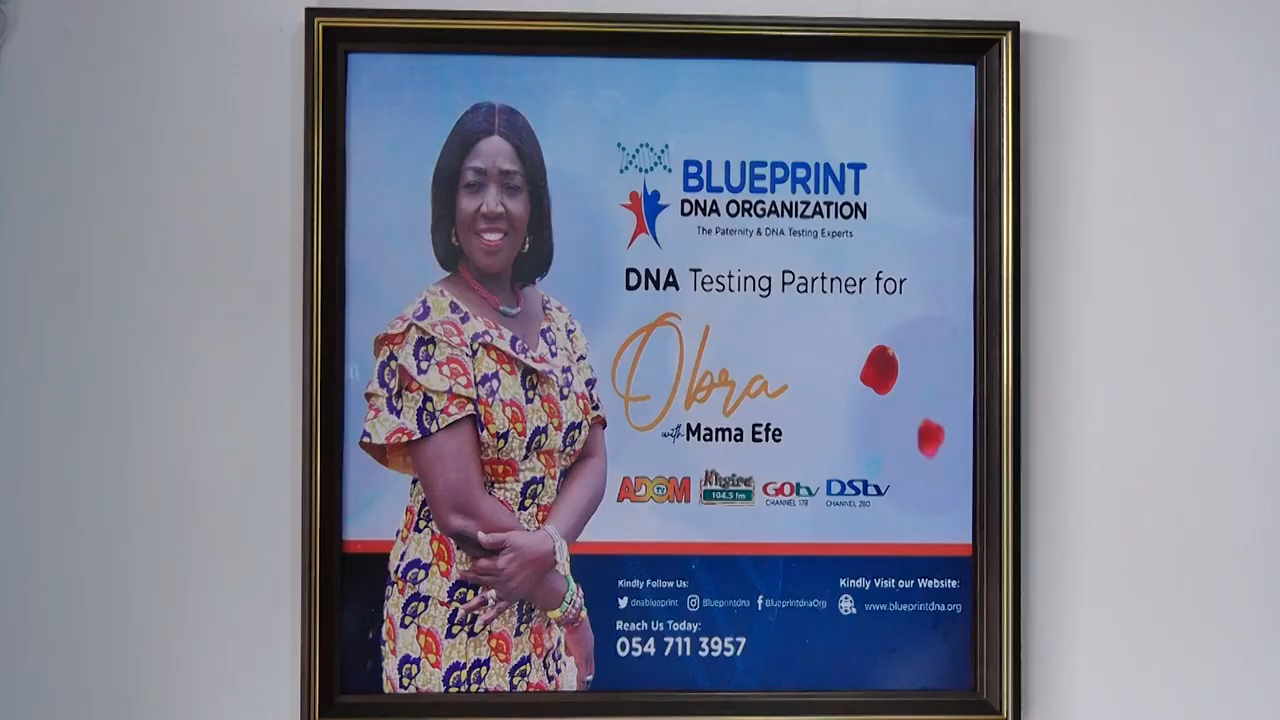 BLUEPRINT
DNA ORGANIZATION
The Paternity & DNA Testing Experts
DNA Testing Partner for
Obra
with Mama Efe
ADOM TV
104.5 fm
GOtv
CHANNEL 178
DStv
CHANNEL 280
Kindly Follow Us:
dnablueprint
Blueprintdna
BlueprintdnaOrg
Reach Us Today:
054 711 3957
Kindly Visit our Website:
www.blueprintdna.org